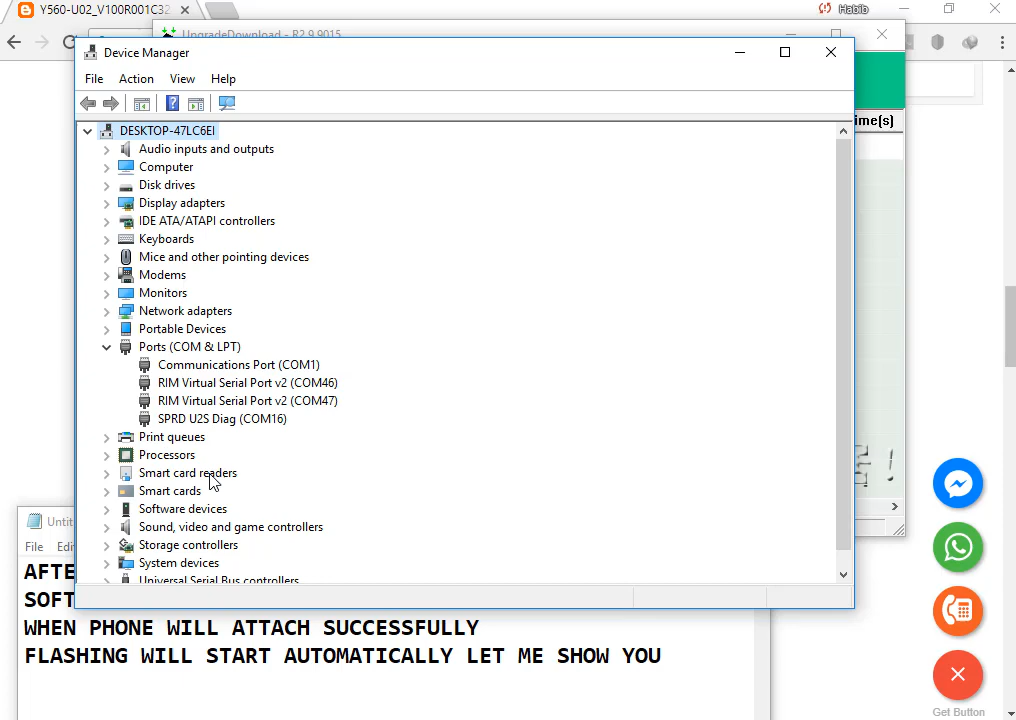 Y560-U02_V100R001C32
Habib
UpgradeDownload - R2.9.9015
Device Manager
File Action View Help
DESKTOP-47LC6EI
Audio inputs and outputs
Computer
Disk drives
Display adapters
IDE ATA/ATAPI controllers
Keyboards
Mice and other pointing devices
Modems
Monitors
Network adapters
Portable Devices
Ports (COM & LPT)
Communications Port (COM1)
RIM Virtual Serial Port v2 (COM46)
RIM Virtual Serial Port v2 (COM47)
SPRD U2S Diag (COM16)
Print queues
Processors
Smart card readers
Smart cards
Software devices
Sound, video and game controllers
Storage controllers
System devices
Universal Serial Bus controllers
ime(s)
Untit
File Edi
AFTE
SOFT
WHEN PHONE WILL ATTACH SUCCESSFULLY
FLASHING WILL START AUTOMATICALLY LET ME SHOW YOU
Get Button